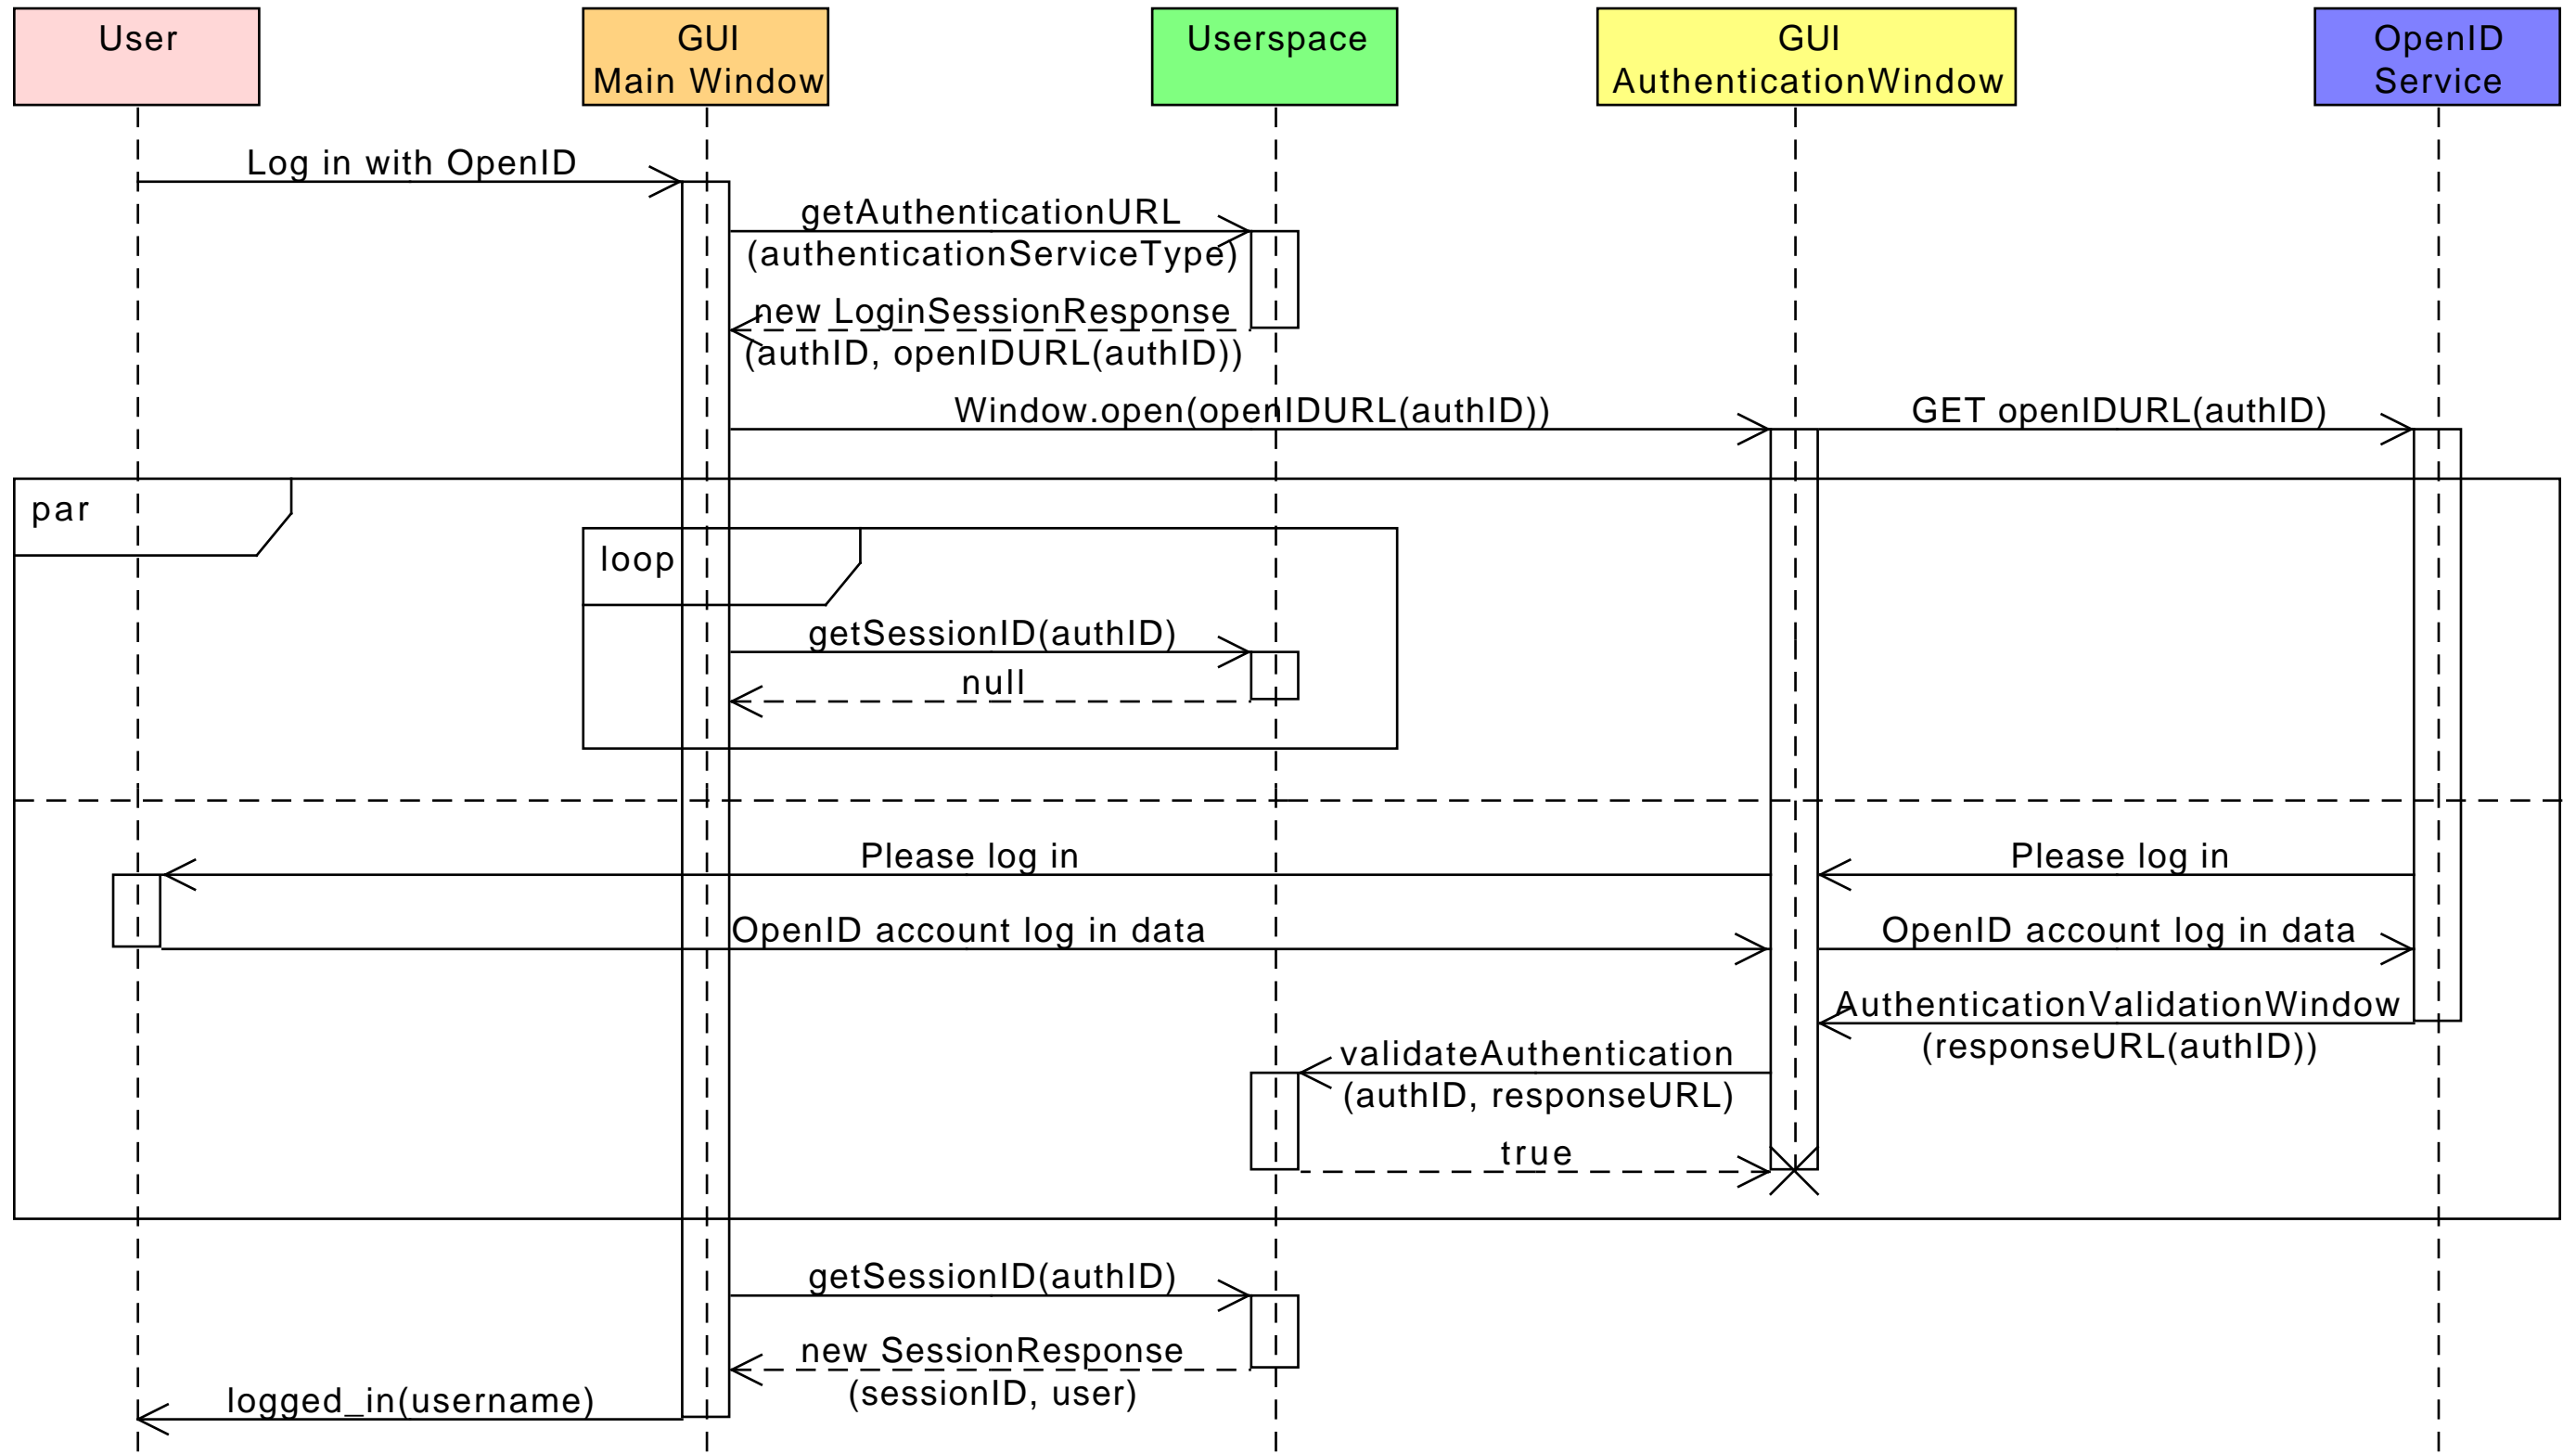 User
GUI
Main Window
Userspace
GUI
AuthenticationWindow
OpenID
Service
Log in with OpenID
getAuthenticationURL
(authenticationServiceType)
new LoginSessionResponse
(authID, openIDURL(authID))
Window.open(openIDURL(authID))
GET openIDURL(authID)
par
loop
getSessionID(authID)
null
Please log in
Please log in
OpenID account log in data
OpenID account log in data
AuthenticationValidationWindow
(responseURL(authID))
validateAuthentication
(authID, responseURL)
true
getSessionID(authID)
new SessionResponse
(sessionID, user)
logged_in(username)